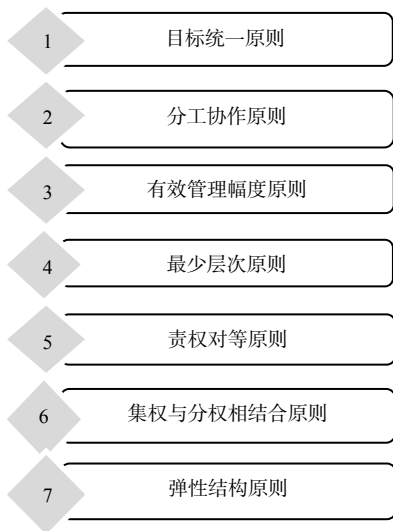 1 目标统一原则
2 分工协作原则
3 有效管理幅度原则
4 最少层次原则
5 责权对等原则
6 集权与分权相结合原则
7 弹性结构原则